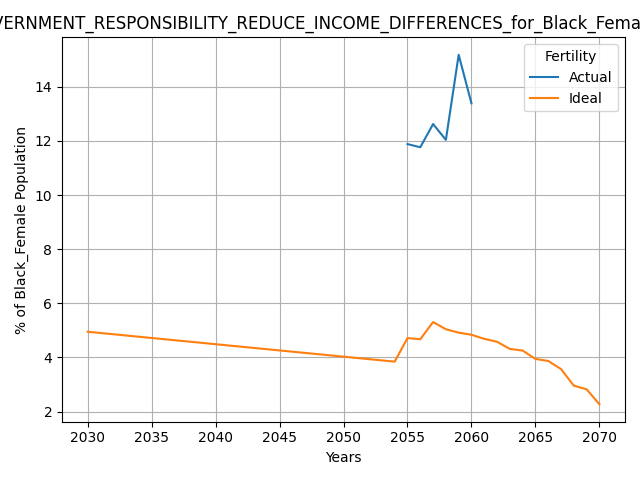 VERNMENT_RESPONSIBILITY_REDUCE_INCOME_DIFFERENCES_for_Black_Fema
Fertility
Actual
Ideal
% of Black_Female Population
14
12
10
8
6
4
2
2030 2035 2040 2045 2050 2055 2060 2065 2070
Years